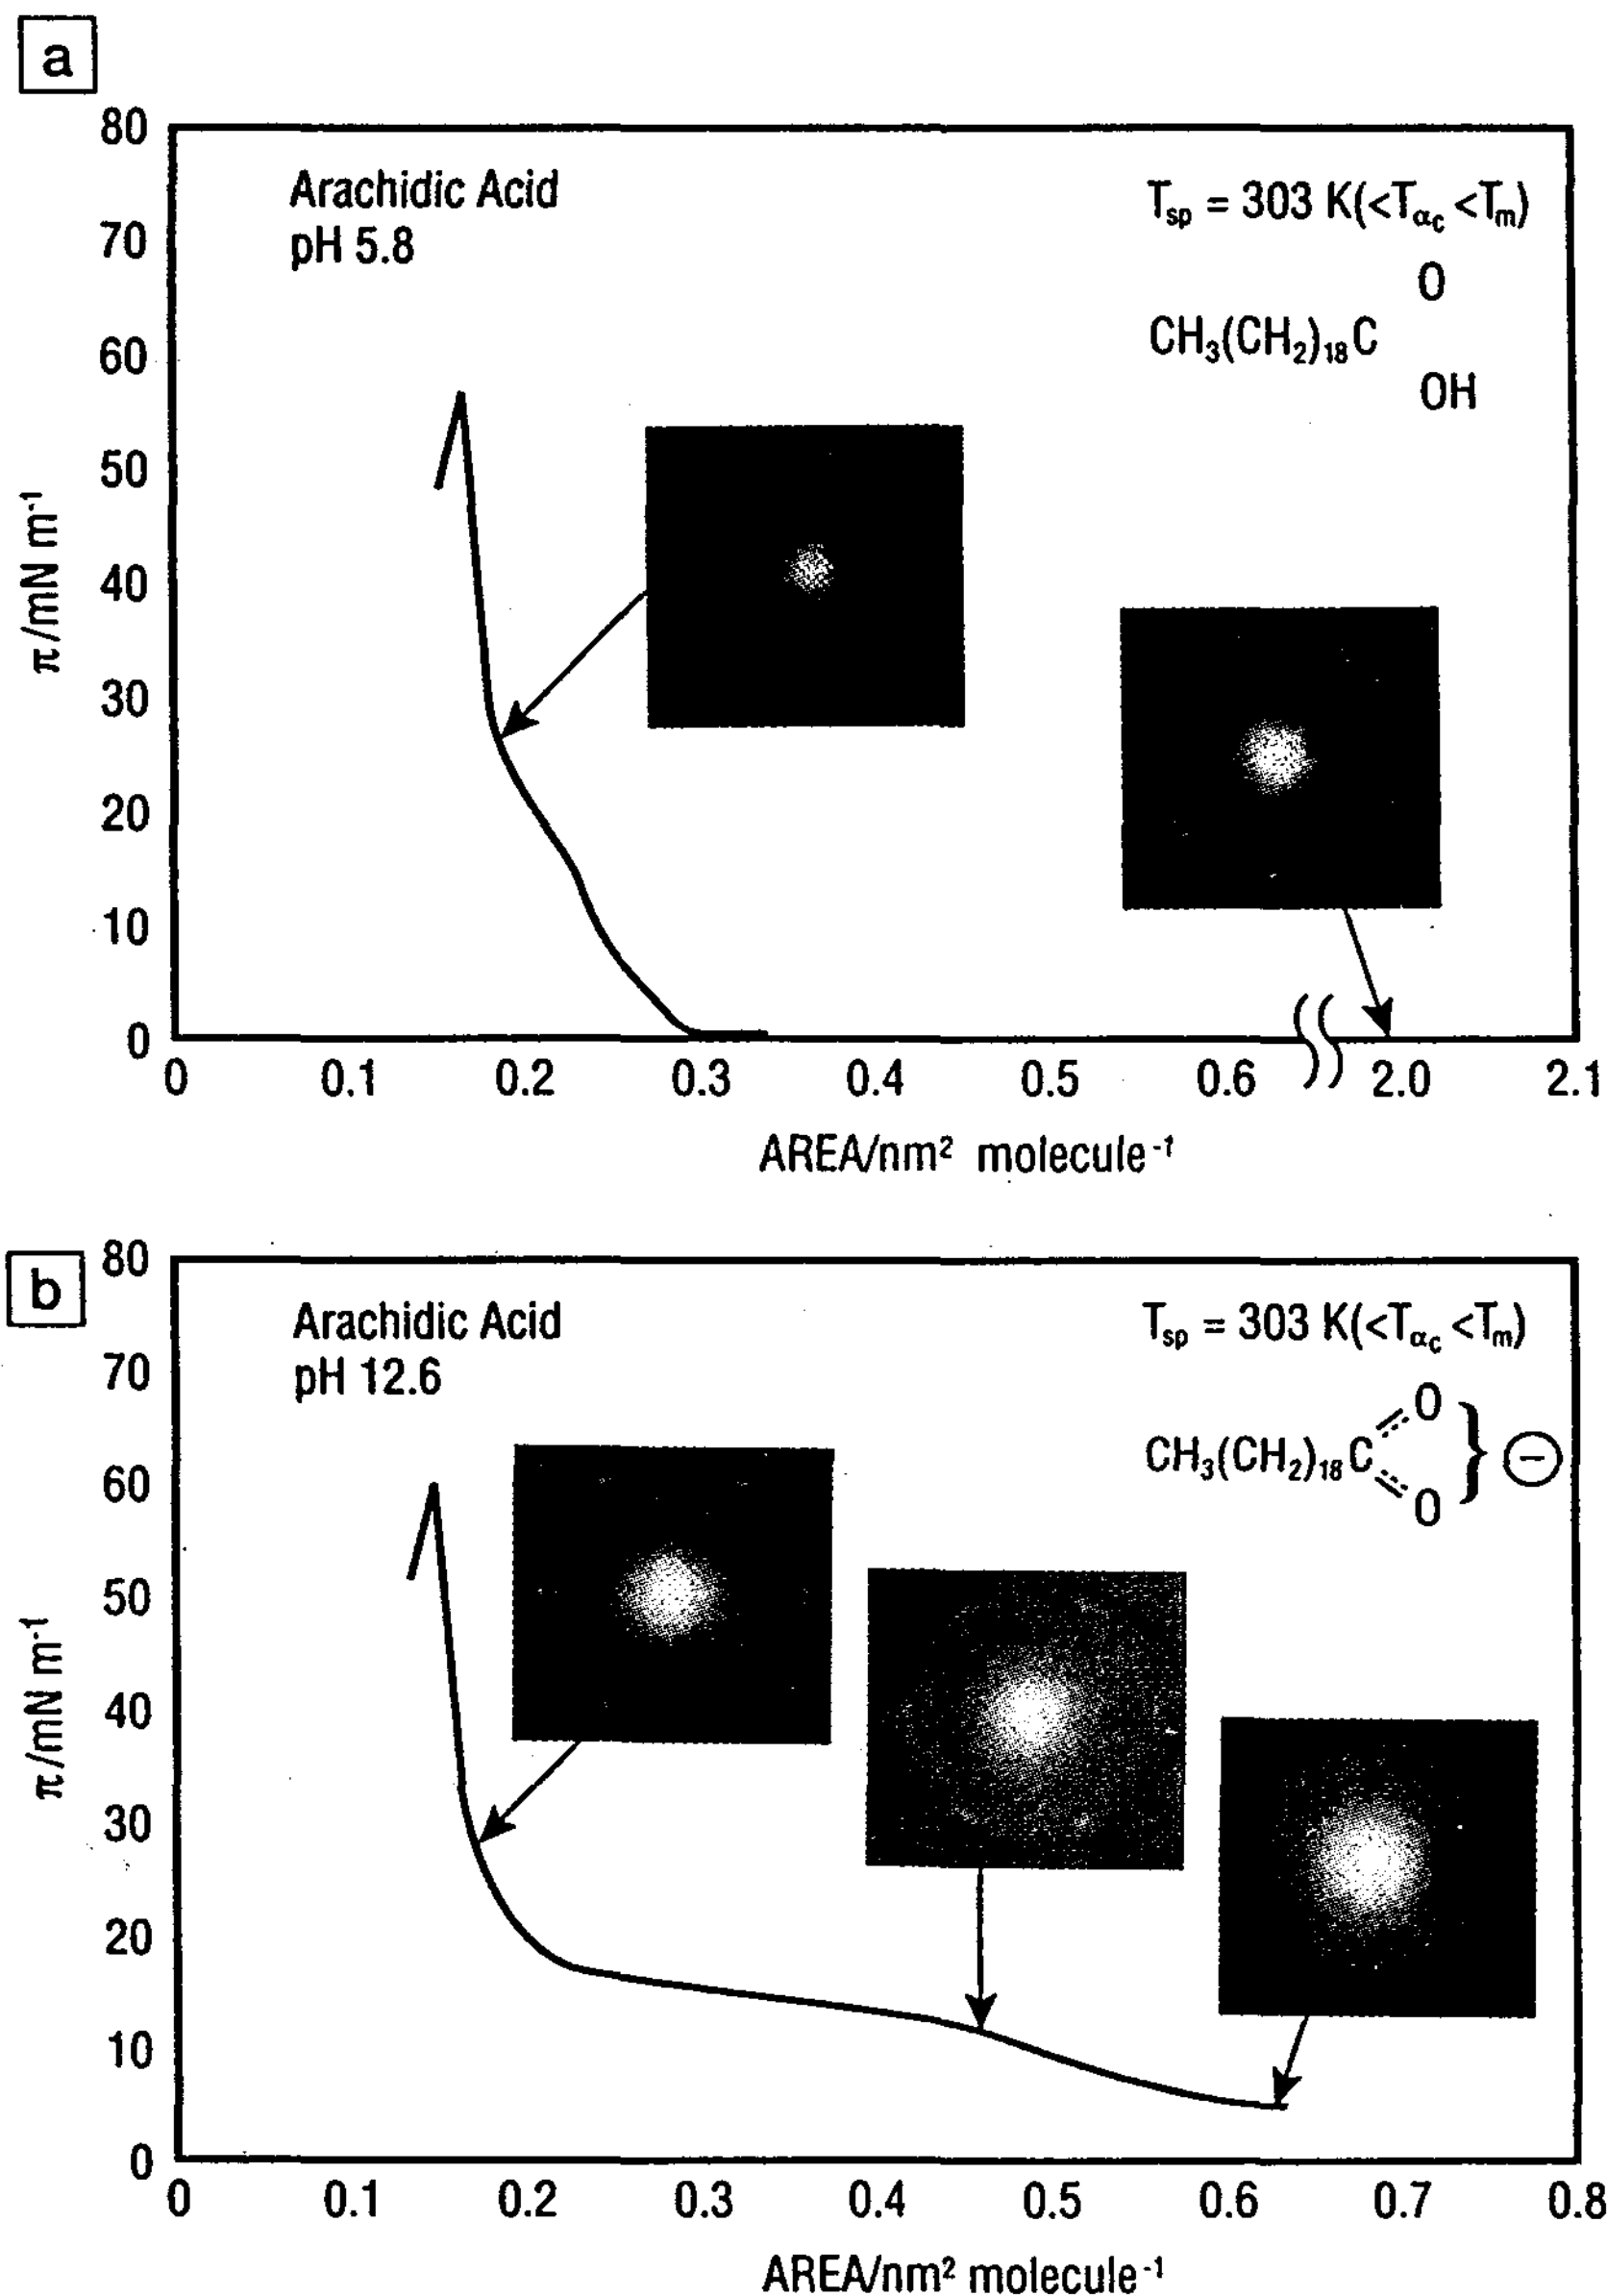 a
80
70
60
50
40
30
20
10
0
π/mN m⁻¹
Arachidic Acid
pH 5.8
Tsp = 303 K(<Tαc <Tm)
O
CH₃(CH₂)₁₈C
OH
0 0.1 0.2 0.3 0.4 0.5 0.6 2.0 2.1
AREA/nm² molecule⁻¹
b
80
70
60
50
40
30
20
10
0
π/mN m⁻¹
Arachidic Acid
pH 12.6
Tsp = 303 K(<Tαc <Tm)
O
CH₃(CH₂)₁₈C } −
O
0 0.1 0.2 0.3 0.4 0.5 0.6 0.7 0.8
AREA/nm² molecule⁻¹